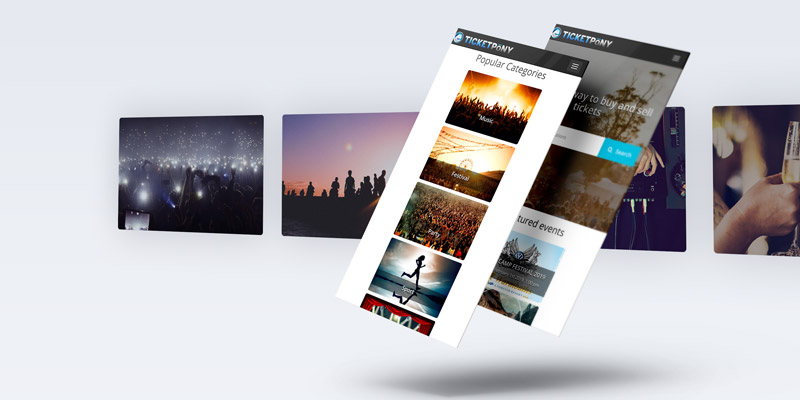 TICKETPONY
Popular Categories
Music
Festival
Party
Sport
TICKETPONY
way to buy and sell
tickets
Search
tured events
CAMP FESTIVAL 2019